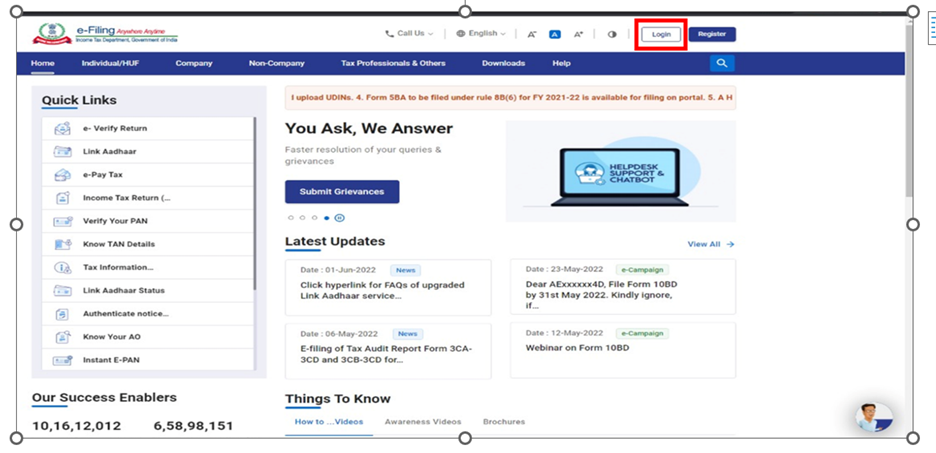 e-Filing Anywhere Anytime
Income Tax Department, Government of India
Call Us
English
A-
A
A+
Login
Register
Home
Individual/HUF
Company
Non-Company
Tax Professionals & Others
Downloads
Help
Quick Links
e- Verify Return
Link Aadhaar
e-Pay Tax
Income Tax Return (...
Verify Your PAN
Know TAN Details
Tax Information...
Link Aadhaar Status
Authenticate notice...
Know Your AO
Instant E-PAN
Our Success Enablers
10,16,12,012 6,58,98,151
l upload UDINs. 4. Form 5BA to be filed under rule 8B(6) for FY 2021-22 is available for filing on portal. 5. A H
You Ask, We Answer
Faster resolution of your queries &
grievances
Submit Grievances
HELPDESK
SUPPORT &
CHATBOT
Latest Updates
View All
Date : 01-Jun-2022 News
Click hyperlink for FAQs of upgraded
Link Aadhaar service...
Date : 23-May-2022 e-Campaign
Dear AExxxxxx4D, File Form 10BD
by 31st May 2022. Kindly ignore,
if...
Date : 06-May-2022 News
E-filing of Tax Audit Report Form 3CA-
3CD and 3CB-3CD for...
Date : 12-May-2022 e-Campaign
Webinar on Form 10BD
Things To Know
How to ...Videos
Awareness Videos
Brochures